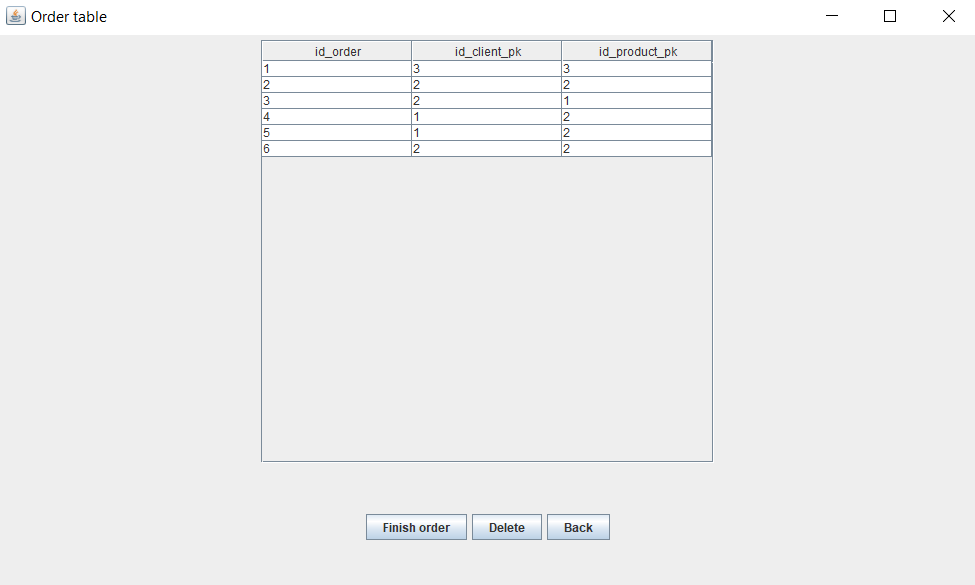 Order table
id_order id_client_pk id_product_pk
1 3 3
2 2 2
3 2 1
4 1 2
5 1 2
6 2 2
Finish order Delete Back